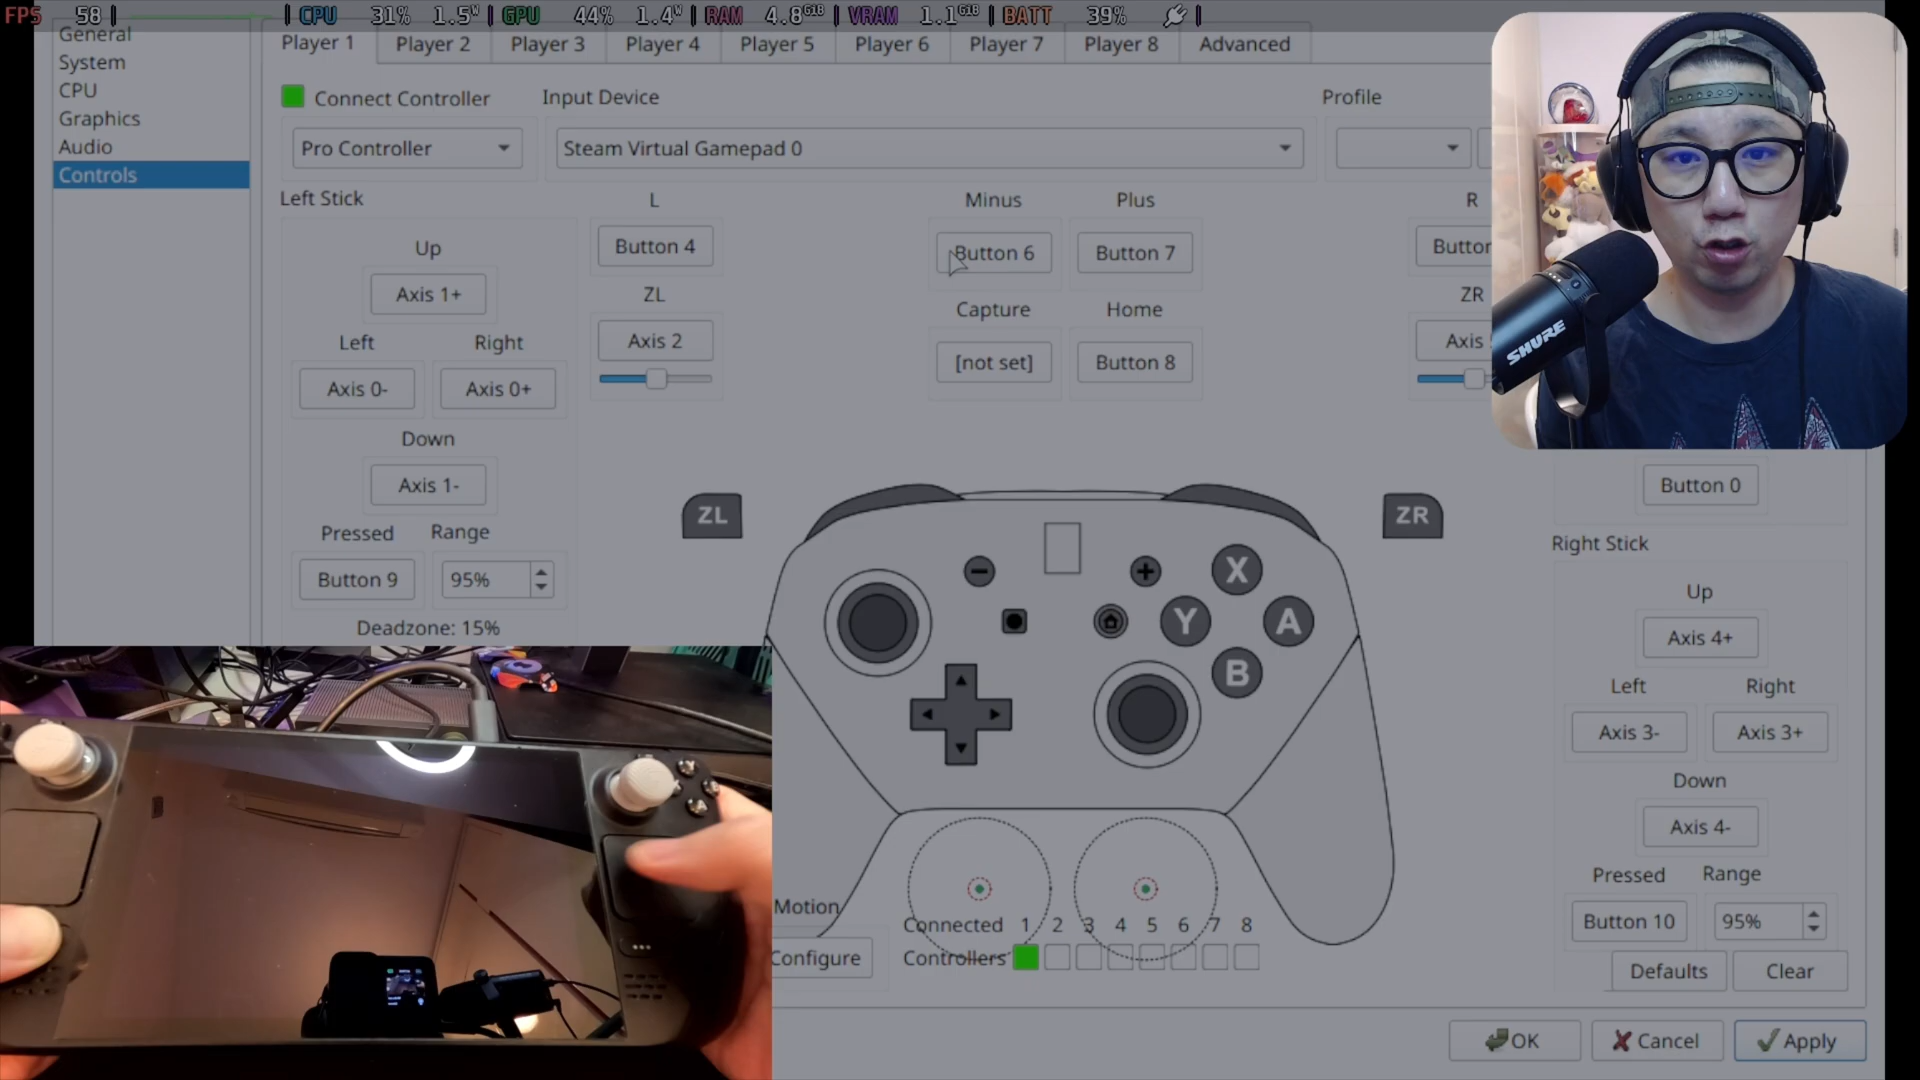 FPS 58 | CPU 31% 1.5W | GPU 44% 1.4W | RAM 4.8GiB | VRAM 1.1GiB | BATT 39% |
General
System
CPU
Graphics
Audio
Controls
Player 1 Player 2 Player 3 Player 4 Player 5 Player 6 Player 7 Player 8 Advanced
Connect Controller Input Device Profile
Pro Controller Steam Virtual Gamepad 0
Left Stick L Minus Plus R
Up Button 4 Button 6 Button 7
Axis 1+ ZL Capture Home ZR
Left Right Axis 2 [not set] Button 8 Axis
Axis 0- Axis 0+
Down
Axis 1-
Button 0
Pressed Range
Button 9 95%
Deadzone: 15%
ZL ZR
X
Y A
B
Right Stick
Up
Axis 4+
Left Right
Axis 3- Axis 3+
Down
Axis 4-
Pressed Range
Button 10 95%
Motion Connected 1 2 3 4 5 6 7 8
Configure Controllers
Defaults Clear
OK Cancel Apply
SHURE